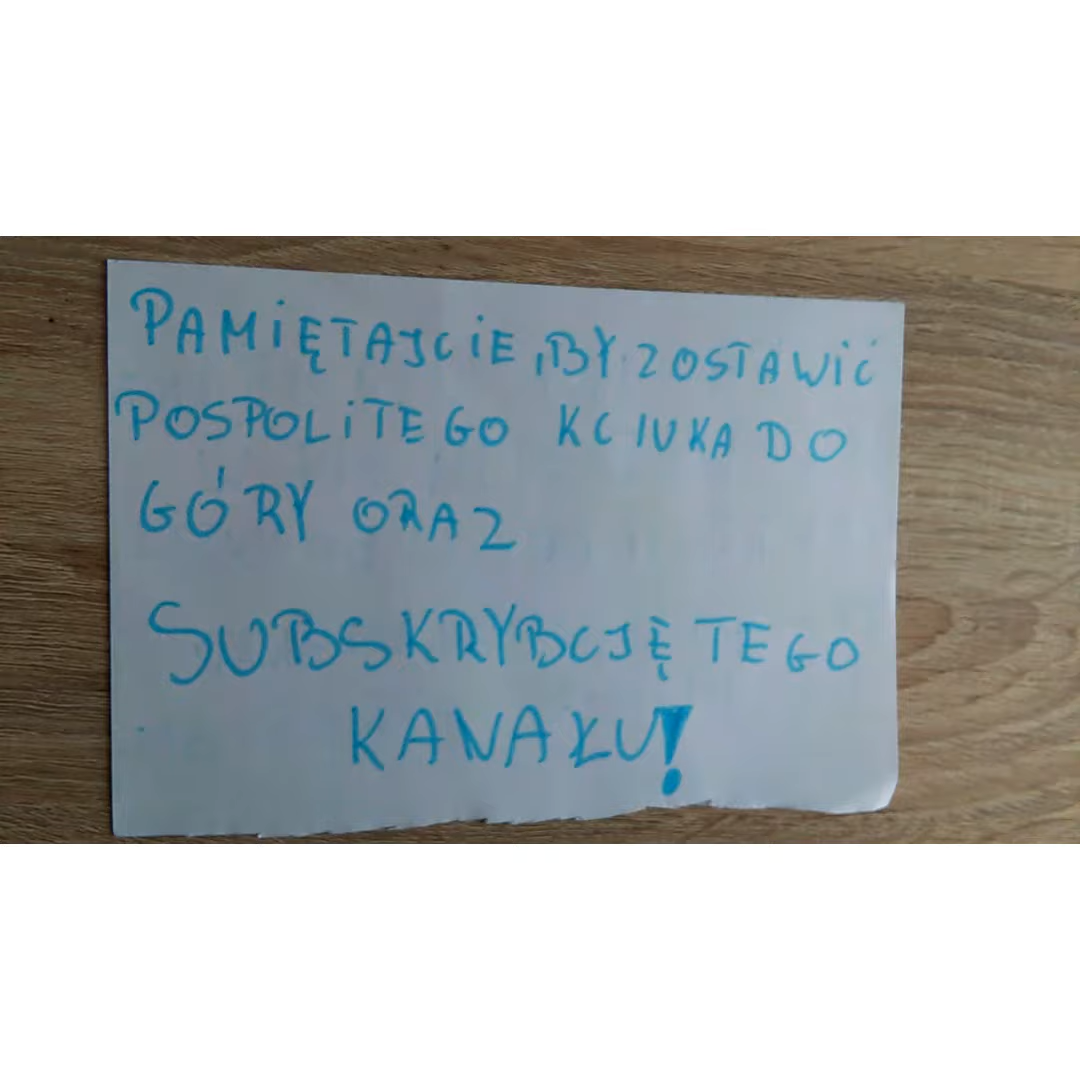 PAMIĘTAJCIE, BY ZOSTAWIĆ
POSPOLITEGO KCIUKA DO
GÓRY ORAZ
SUBSKRYBCJĘ TEGO
KANAŁU!